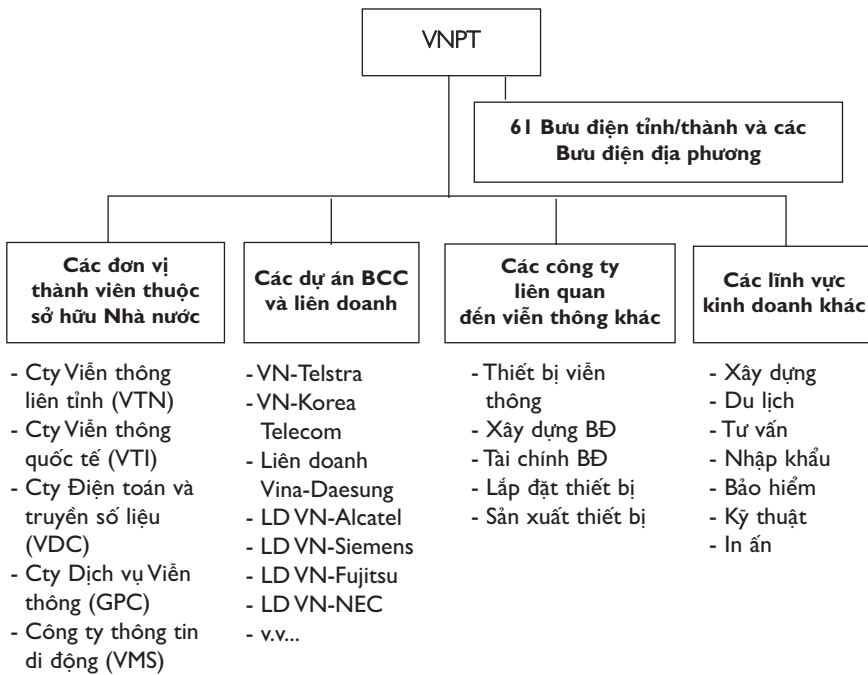 VNPT
61 Bưu điện tỉnh/thành và các
Bưu điện địa phương
Các đơn vị
thành viên thuộc
sở hữu Nhà nước
- Cty Viễn thông
liên tỉnh (VTN)
- Cty Viễn thông
quốc tế (VTI)
- Cty Điện toán và
truyền số liệu
(VDC)
- Cty Dịch vụ Viễn
thông (GPC)
- Công ty thông tin
di động (VMS)
Các dự án BCC
và liên doanh
- VN-Telstra
- VN-Korea
Telecom
- Liên doanh
Vina-Daesung
- LD VN-Alcatel
- LD VN-Siemens
- LD VN-Fujitsu
- LD VN-NEC
- v.v...
Các công ty
liên quan
đến viễn thông khác
- Thiết bị viễn
thông
- Xây dựng BĐ
- Tài chính BĐ
- Lắp đặt thiết bị
- Sản xuất thiết bị
Các lĩnh vực
kinh doanh khác
- Xây dựng
- Du lịch
- Tư vấn
- Nhập khẩu
- Bảo hiểm
- Kỹ thuật
- In ấn